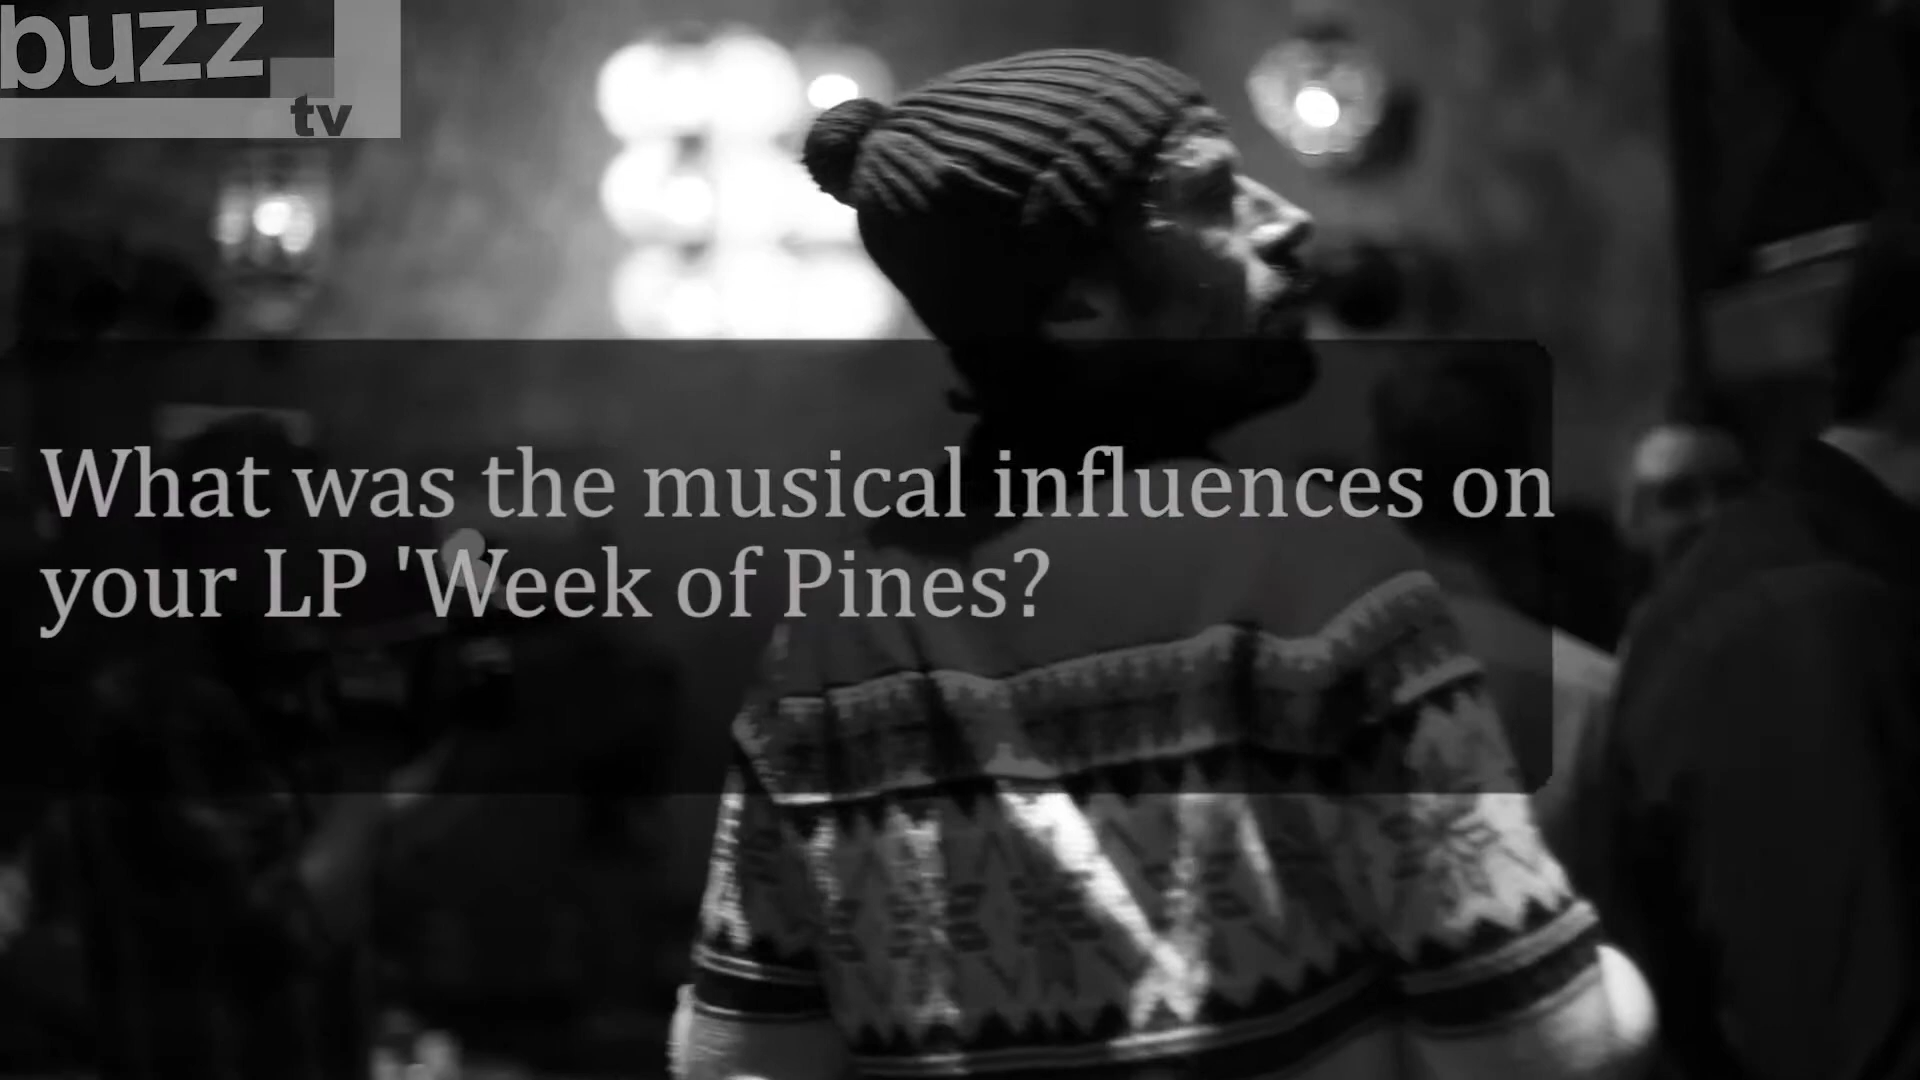 buzz
tv
What was the musical influences on
your LP 'Week of Pines?